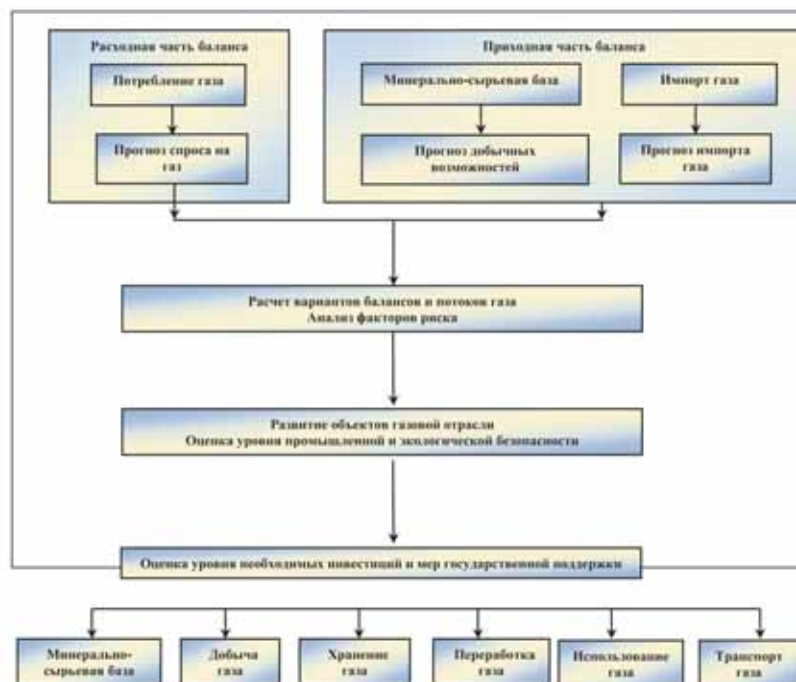 Расходная часть баланса
Потребление газа
Прогноз спроса на
газ
Приходная часть баланса
Минерально-сырьевая база
Импорт газа
Прогноз добычных
возможностей
Прогноз импорта
газа
Расчет вариантов балансов и потоков газа
Анализ факторов риска
Развитие объектов газовой отрасли
Оценка уровня промышленной и экологической безопасности
Оценка уровня необходимых инвестиций и мер государственной поддержки
Минерально-
сырьевая база
Добыча
газа
Хранение
газа
Переработка
газа
Использование
газа
Транспорт
газа